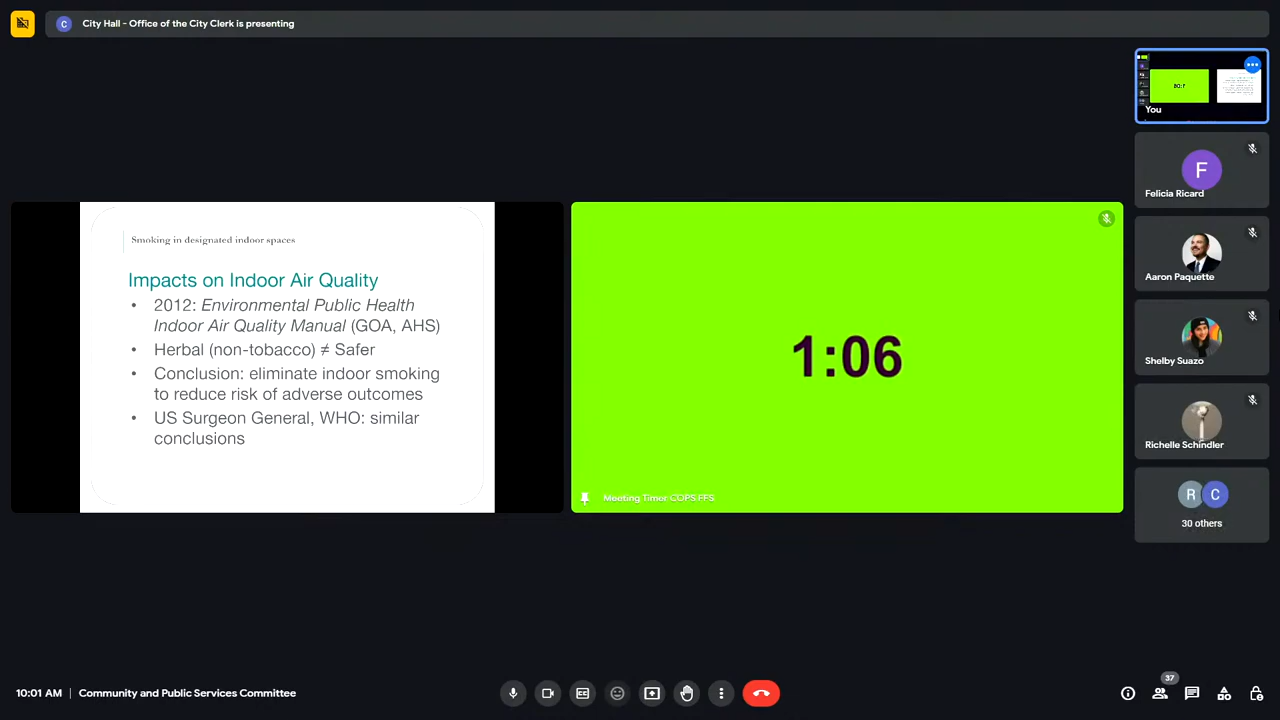 C City Hall - Office of the City Clerk is presenting
You
F
Felicia Ricard
Aaron Paquette
Shelby Suazo
Richelle Schindler
R C
30 others
Smoking in designated indoor spaces
Impacts on Indoor Air Quality
• 2012: Environmental Public Health
Indoor Air Quality Manual (GOA, AHS)
• Herbal (non-tobacco) ≠ Safer
• Conclusion: eliminate indoor smoking
to reduce risk of adverse outcomes
• US Surgeon General, WHO: similar
conclusions
1:06
Meeting Timer COPS FFS
10:01 AM | Community and Public Services Committee
37